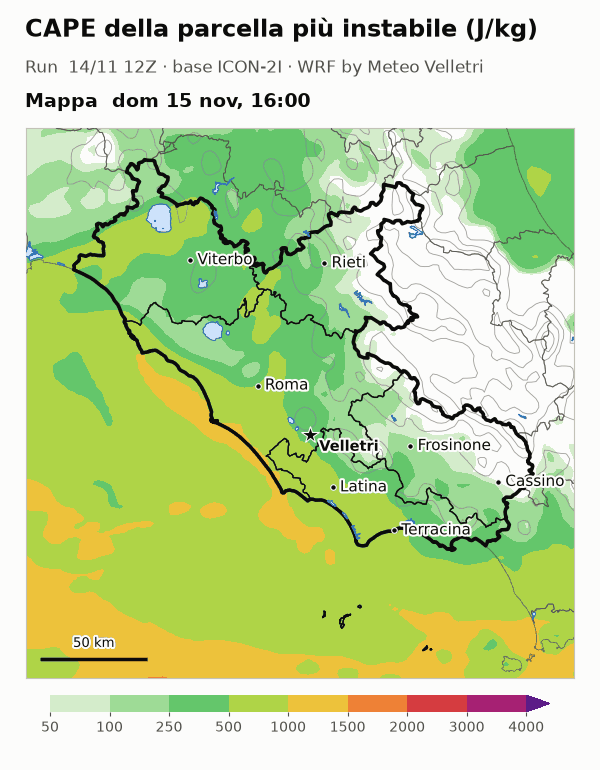 CAPE della parcella più instabile (J/kg)
Run  14/11 12Z · base ICON-2I · WRF by Meteo Velletri
Mappa  dom 15 nov, 16:00
Viterbo
Rieti
Roma
Velletri
Frosinone
Cassino
Latina
Terracina
50 km
50 100 250 500 1000 1500 2000 3000 4000